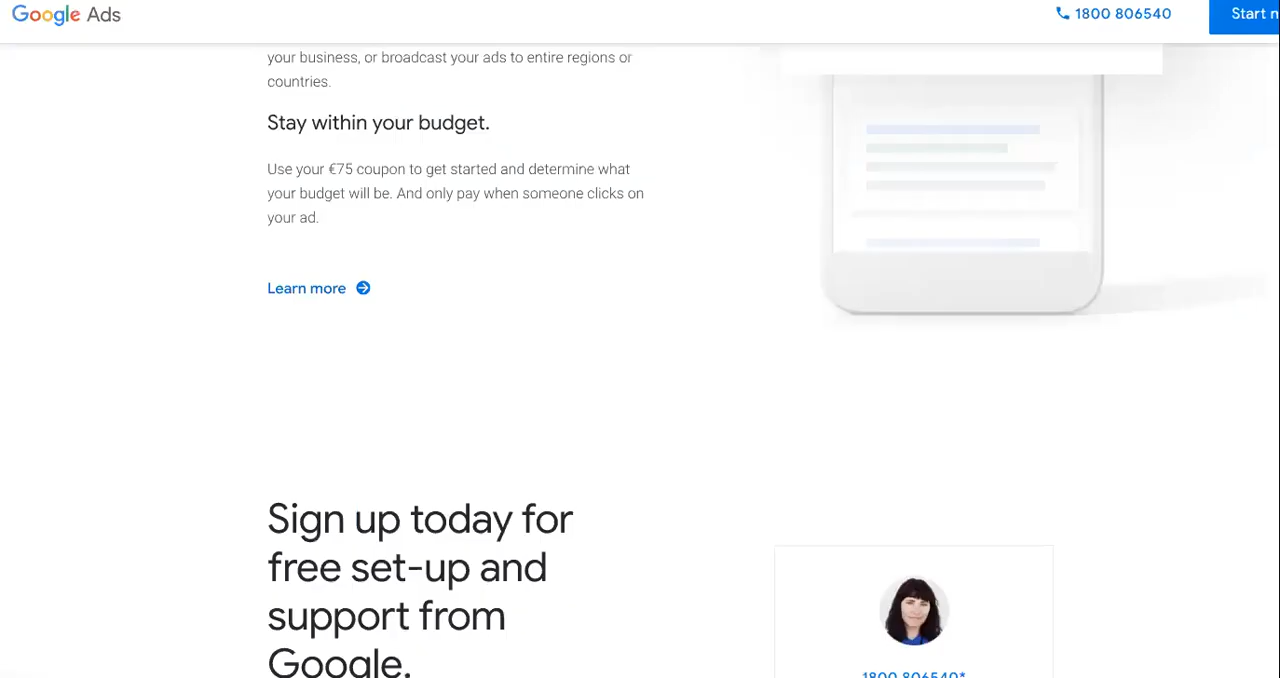 Google Ads
1800 806540
Start n
your business, or broadcast your ads to entire regions or
countries.
Stay within your budget.
Use your €75 coupon to get started and determine what
your budget will be. And only pay when someone clicks on
your ad.
Learn more
Sign up today for
free set-up and
support from
Google.
1800 806540*